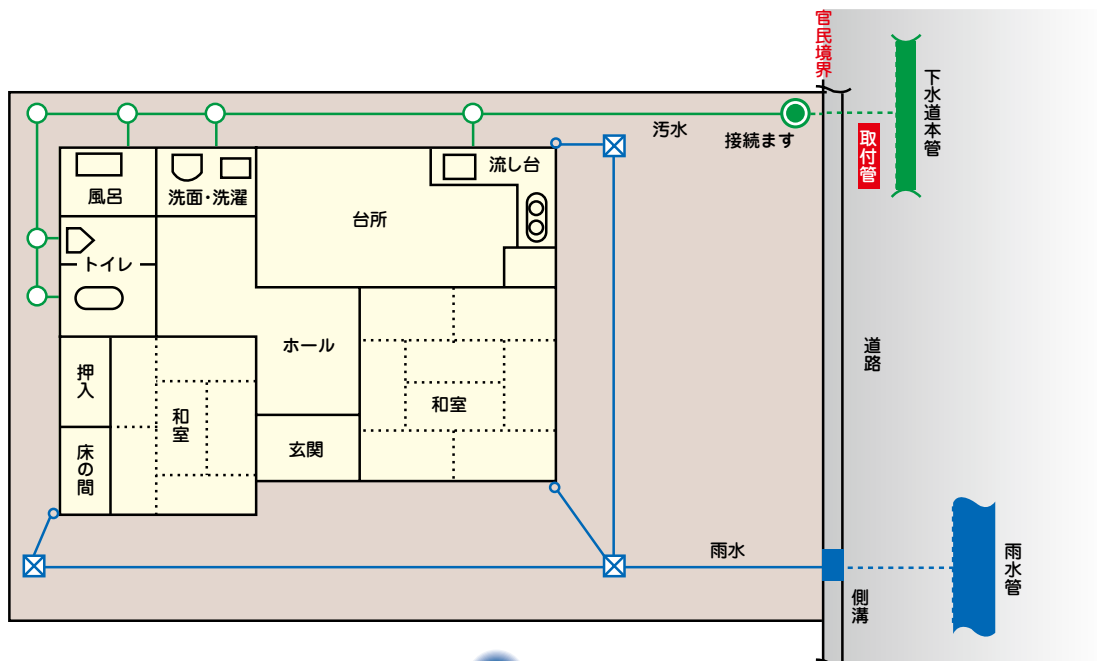 官民境界
下水道本管
取付管
汚水
接続ます
風呂
洗面・洗濯
流し台
台所
トイレ
ホール
道路
押入
和室
和室
玄関
床の間
雨水
雨水管
側溝